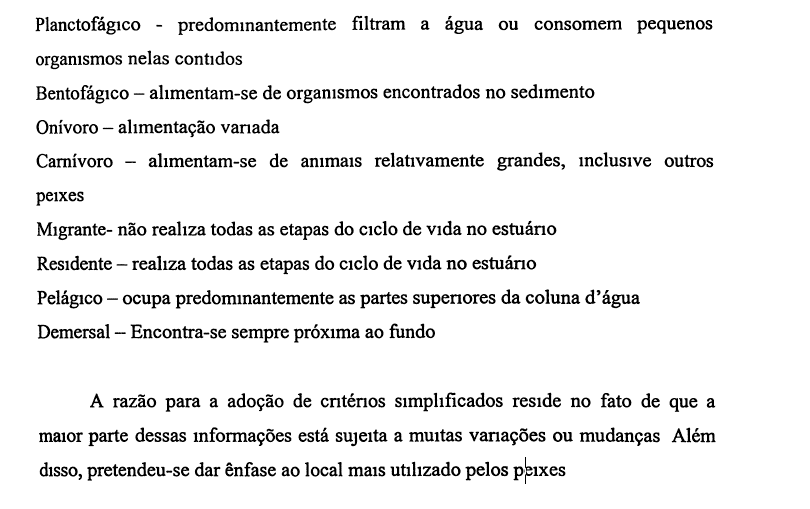 Planctofágico - predominantemente filtram a água ou consomem pequenos
organismos nelas contidos
Bentofágico – alimentam-se de organismos encontrados no sedimento
Onívoro – alimentação variada
Carnívoro – alimentam-se de animais relativamente grandes, inclusive outros
peixes
Migrante- não realiza todas as etapas do ciclo de vida no estuário
Residente – realiza todas as etapas do ciclo de vida no estuário
Pelágico – ocupa predominantemente as partes superiores da coluna d’água
Demersal – Encontra-se sempre próxima ao fundo
A razão para a adoção de critérios simplificados reside no fato de que a
maior parte dessas informações está sujeita a muitas variações ou mudanças Além
disso, pretendeu-se dar ênfase ao local mais utilizado pelos peixes